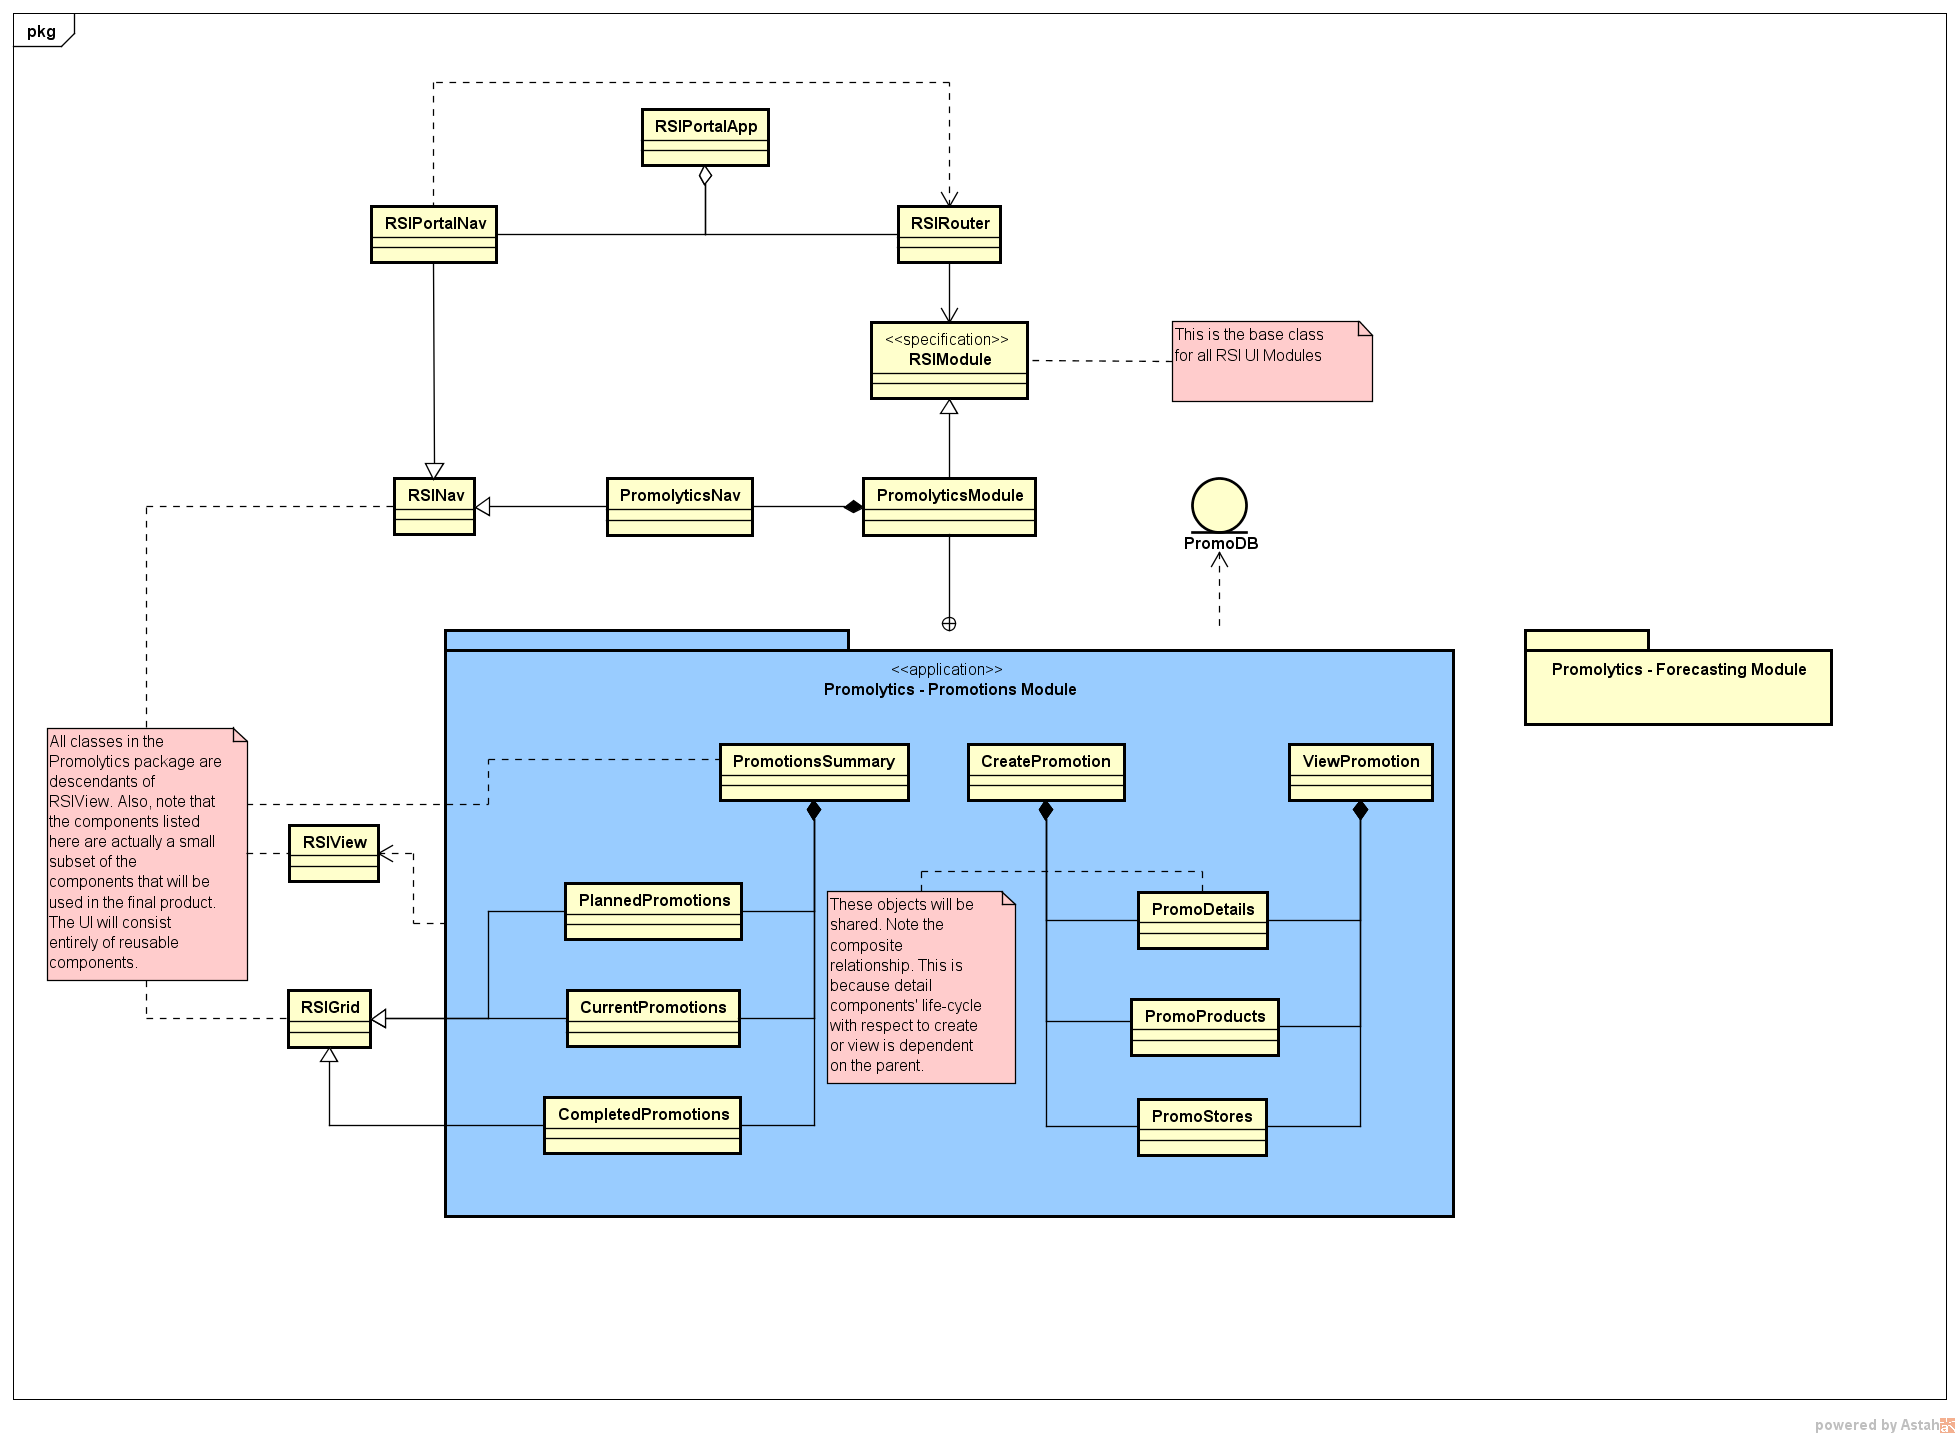 pkg
RSIPortalApp
RSIPortalNav
RSIRouter
<<specification>>
RSIModule
This is the base class
for all RSI UI Modules
RSINav
PromolyticsNav
PromolyticsModule
PromoDB
<<application>>
Promolytics - Promotions Module
Promolytics - Forecasting Module
All classes in the
Promolytics package are
descendants of
RSIView. Also, note that
the components listed
here are actually a small
subset of the
components that will be
used in the final product.
The UI will consist
entirely of reusable
components.
PromotionsSummary
CreatePromotion
ViewPromotion
RSIView
PlannedPromotions
These objects will be
shared. Note the
composite
relationship. This is
because detail
components' life-cycle
with respect to create
or view is dependent
on the parent.
PromoDetails
RSIGrid
CurrentPromotions
PromoProducts
CompletedPromotions
PromoStores
powered by Astah